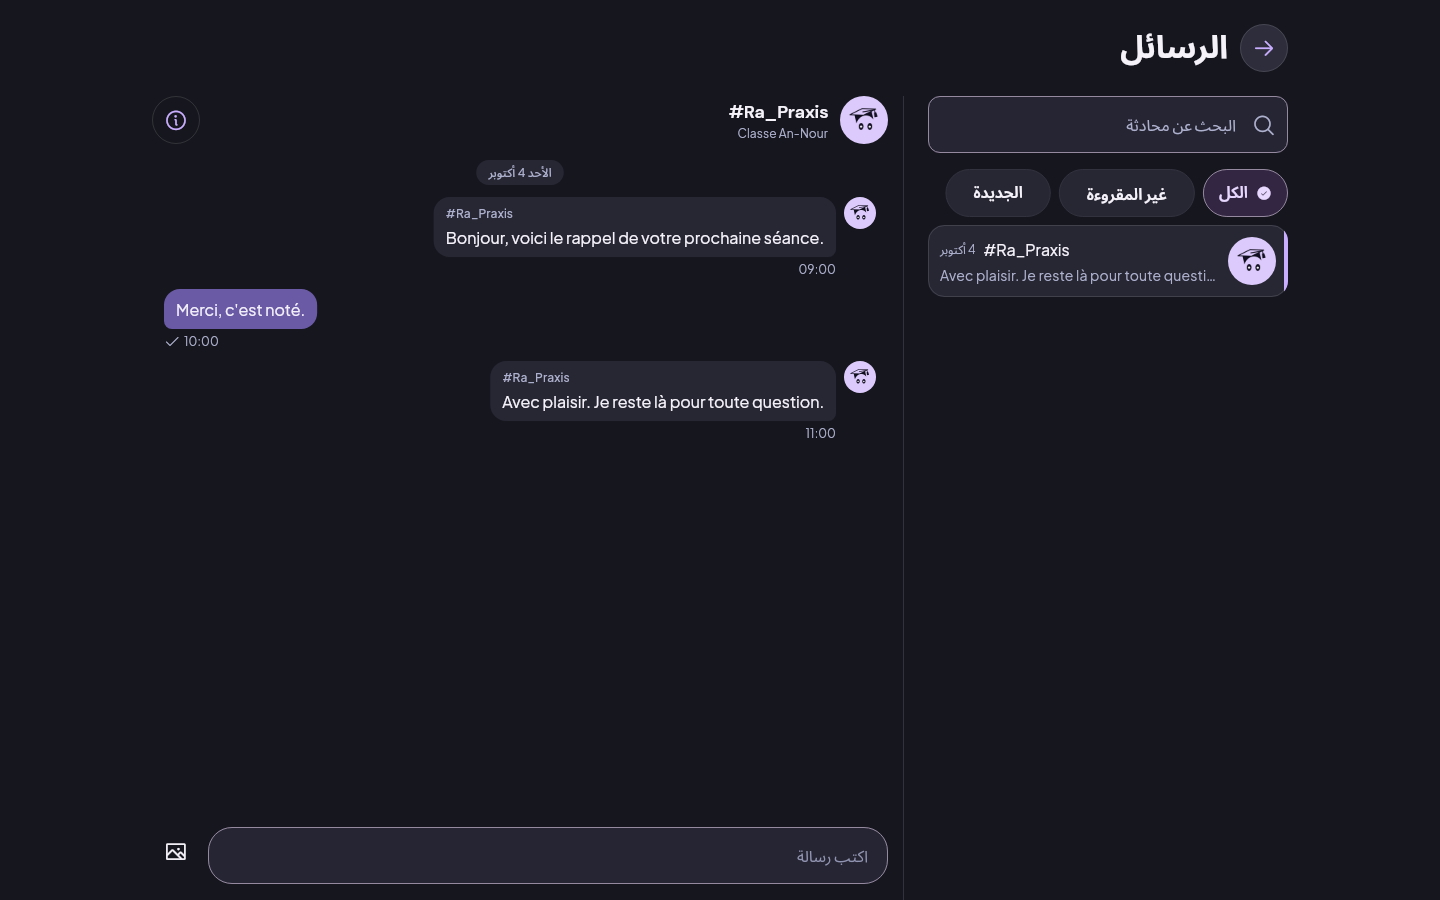 الرسائل
البحث عن محادثة
الكل
غير المقروءة
الجديدة
#Ra_Praxis
4 أكتوبر
Avec plaisir. Je reste là pour toute questi…
#Ra_Praxis
Classe An-Nour
الأحد 4 أكتوبر
#Ra_Praxis
Bonjour, voici le rappel de votre prochaine séance.
09:00
Merci, c'est noté.
10:00
#Ra_Praxis
Avec plaisir. Je reste là pour toute question.
11:00
اكتب رسالة